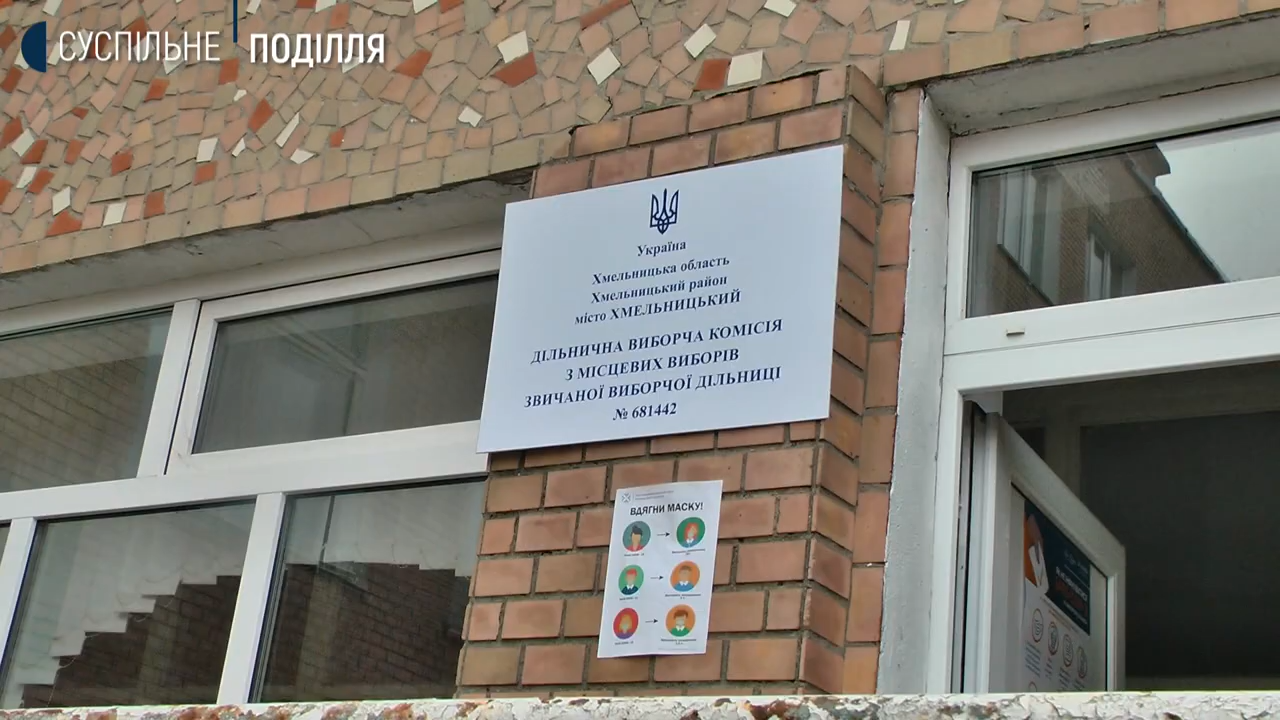 СУСПІЛЬНЕ ПОДІЛЛЯ
Україна
Хмельницька область
Хмельницький район
місто ХМЕЛЬНИЦЬКИЙ
ДІЛЬНИЧНА ВИБОРЧА КОМІСІЯ
З МІСЦЕВИХ ВИБОРІВ
ЗВИЧАНОЇ ВИБОРЧОЇ ДІЛЬНИЦІ
№ 681442
ВДЯГНИ МАСКУ!